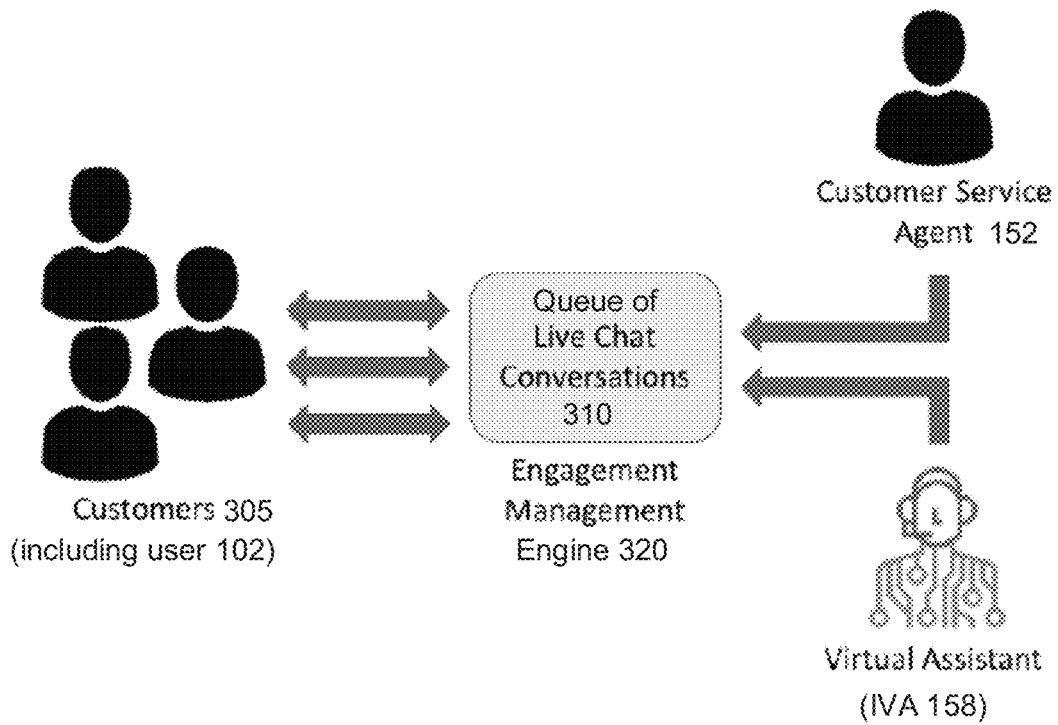 Customer Service
Agent 152
Queue of
Live Chat
Conversations
310
Engagement
Management
Engine 320
Customers 305
(including user 102)
Virtual Assistant
(IVA 158)